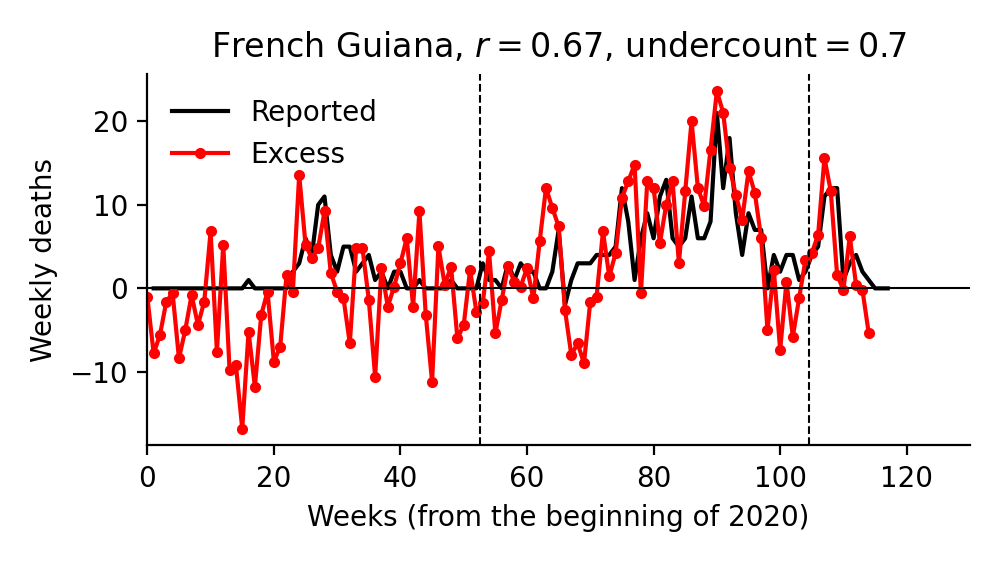 French Guiana, r = 0.67, undercount = 0.7
Reported
Excess
Weekly deaths
20
10
0
−10
0 20 40 60 80 100 120
Weeks (from the beginning of 2020)